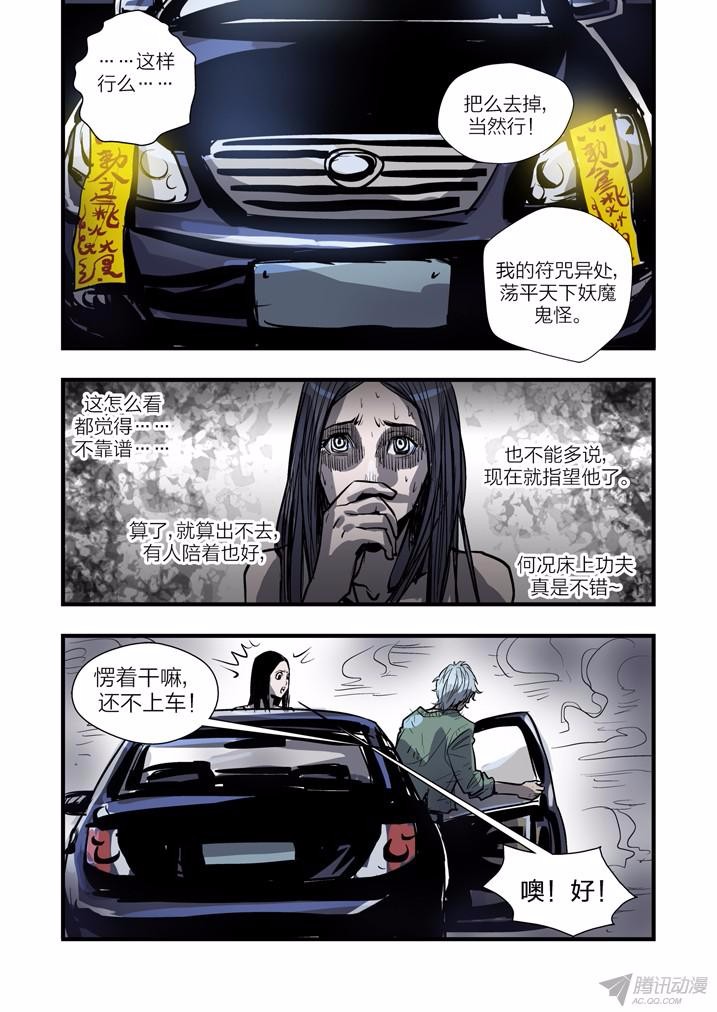 ……这样
行么……
把么去掉,
当然行!
我的符咒异处,
荡平天下妖魔
鬼怪。
这怎么看
都觉得……
不靠谱……
也不能多说,
现在就指望他了。
算了,就算出不去,
有人陪着也好,
何况床上功夫
真是不错~
愣着干嘛,
还不上车!
噢！好！
腾讯动漫
AC.QQ.COM